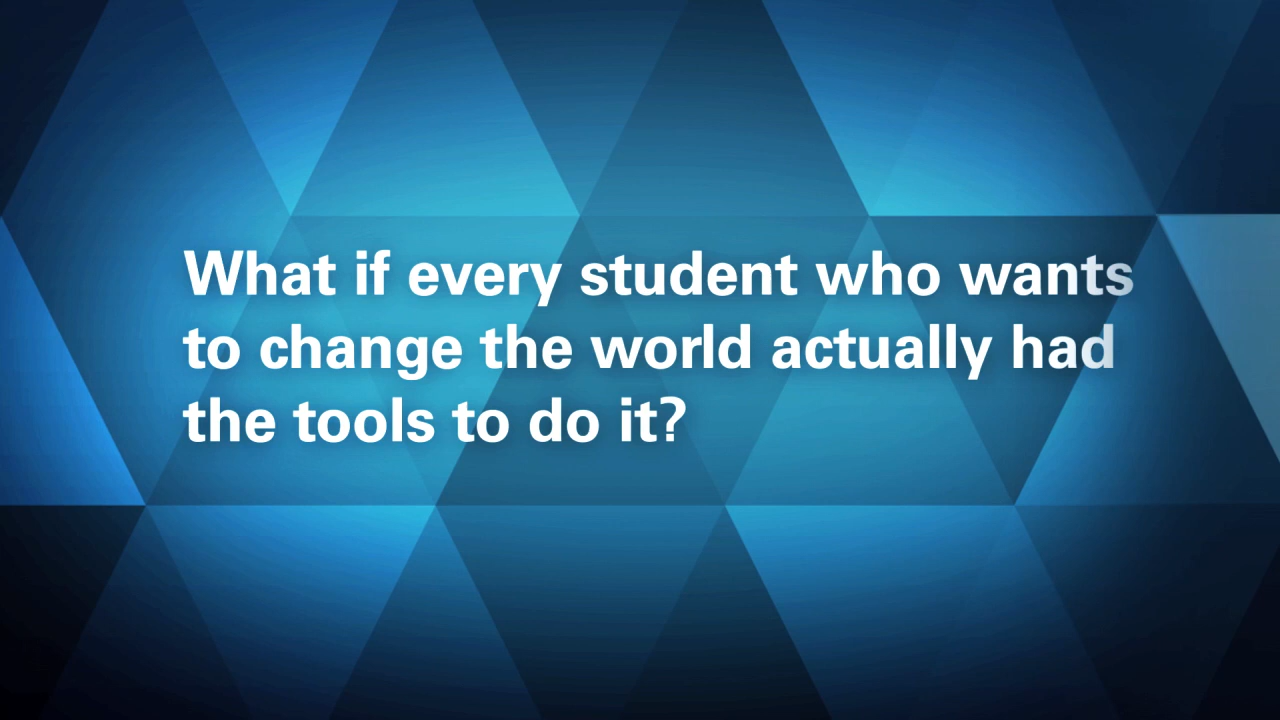 What if every student who wants
to change the world actually had
the tools to do it?